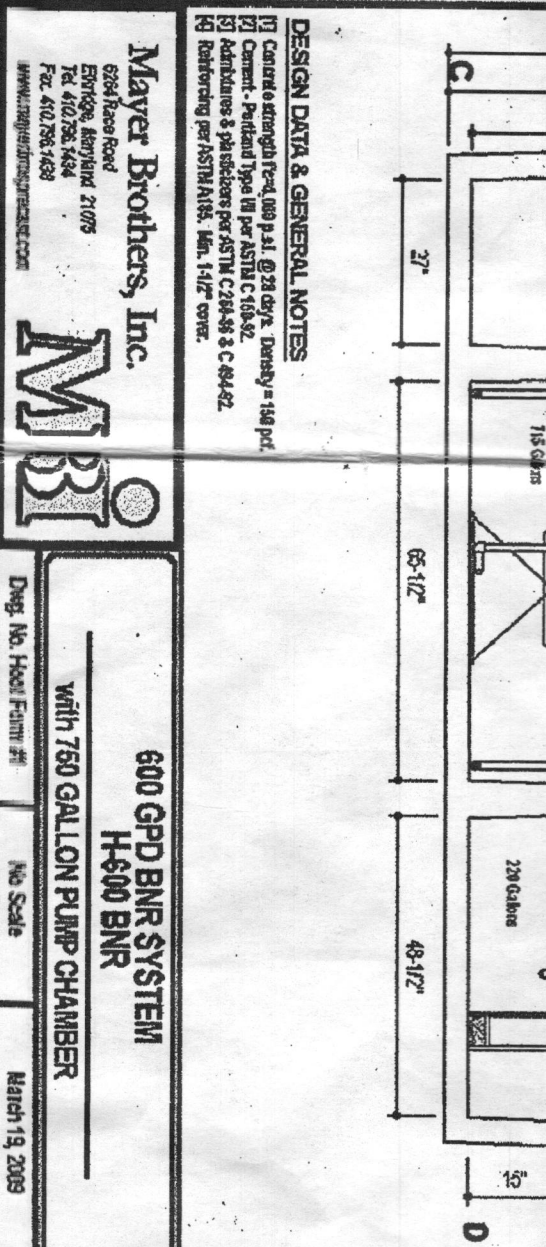 C
27"
65-1/2"
48-1/2"
15"
D
715 Gallons
220 Gallons
DESIGN DATA & GENERAL NOTES
[1] Concrete strength @ 28 days. Density = 150 pcf.
[2] Cement - Portland Type III per ASTM C 150-92.
[3] Admixtures & plasticizers per ASTM C 494-92.
[4] Reinforcing per ASTM A185. Min. 1-1/2" cover.
Mayer Brothers, Inc.
6264 Race Road
Elkridge, Maryland 21075
Tel. 410.796.1434
Fax. 410.796.1438
www.mayerbrosprecast.com
MBi
600 GPD BNR SYSTEM
H-600 BNR
with 750 GALLON PUMP CHAMBER
Dwg. No. Hoot Form
No Scale
March 19, 2009